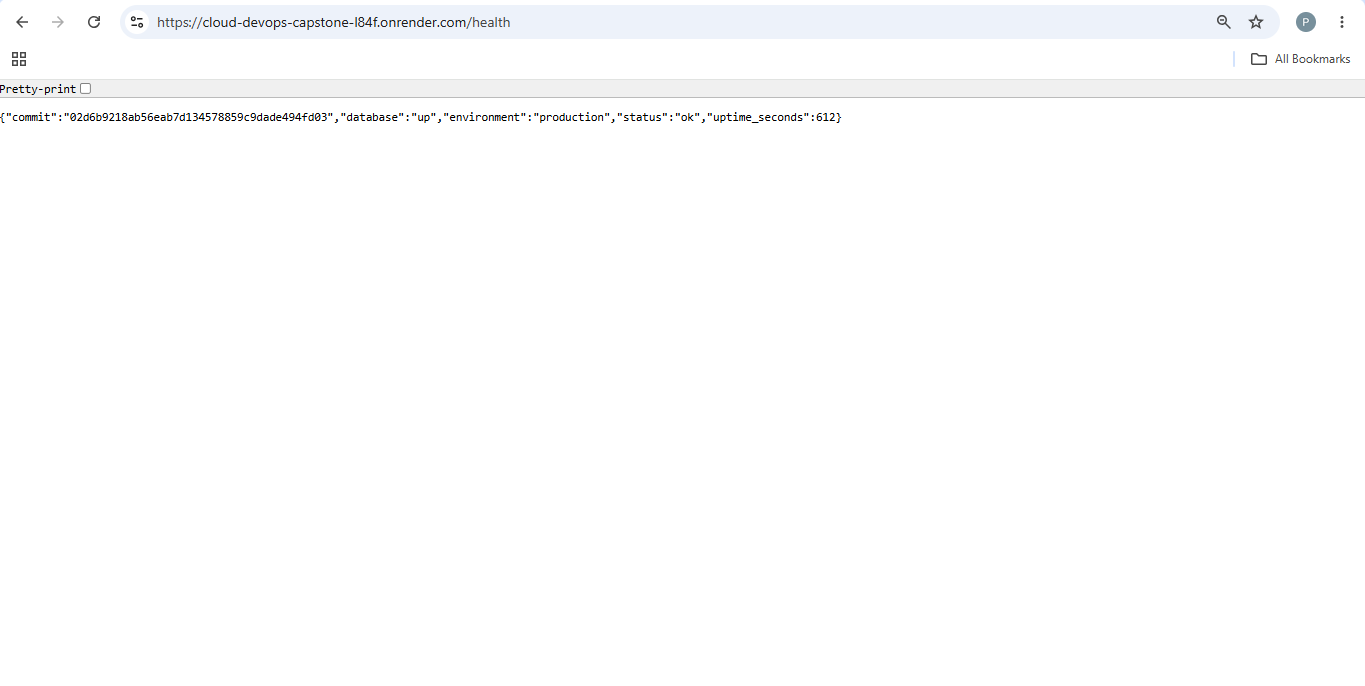 https://cloud-devops-capstone-l84f.onrender.com/health
P
All Bookmarks
Pretty-print
{"commit":"02d6b9218ab56eab7d134578859c9dade494fd03","database":"up","environment":"production","status":"ok","uptime_seconds":612}